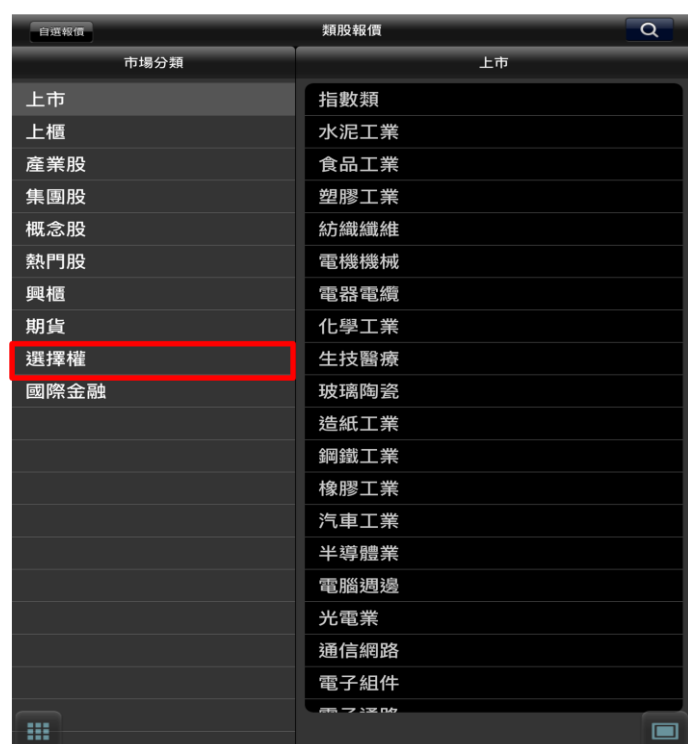 自選報價
類股報價
市場分類
上市
上市
上櫃
產業股
集團股
概念股
熱門股
興櫃
期貨
選擇權
國際金融
指數類
水泥工業
食品工業
塑膠工業
紡織纖維
電機機械
電器電纜
化學工業
生技醫療
玻璃陶瓷
造紙工業
鋼鐵工業
橡膠工業
汽車工業
半導體業
電腦週邊
光電業
通信網路
電子組件
電子通路